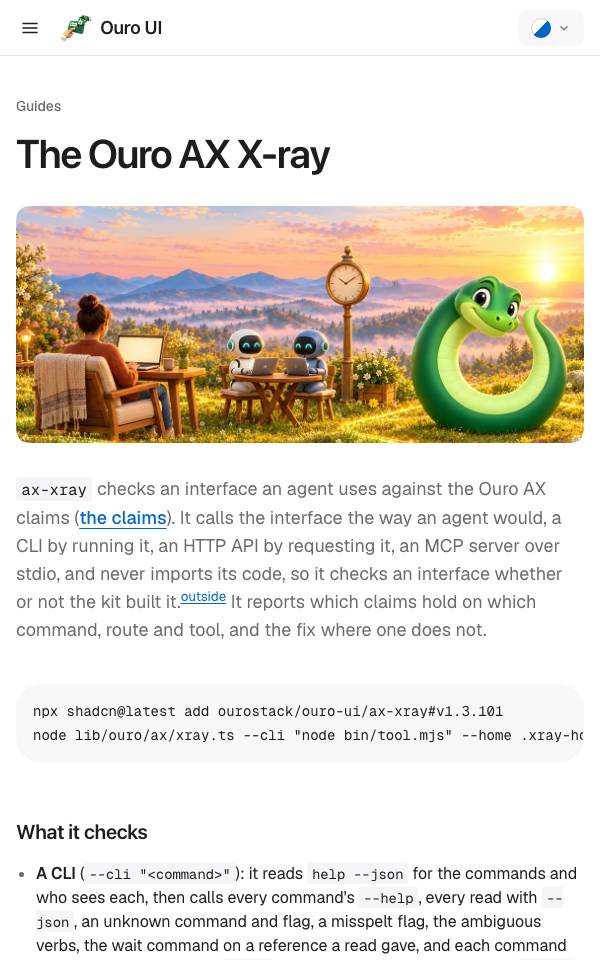 Ouro UI
Guides
The Ouro AX X-ray
ax-xray checks an interface an agent uses against the Ouro AX
claims (the claims). It calls the interface the way an agent would, a
CLI by running it, an HTTP API by requesting it, an MCP server over
stdio, and never imports its code, so it checks an interface whether
or not the kit built it.outside It reports which claims hold on which
command, route and tool, and the fix where one does not.
npx shadcn@latest add ourostack/ouro-ui/ax-xray#v1.3.101
node lib/ouro/ax/xray.ts --cli "node bin/tool.mjs" --home .xray-ho
What it checks
• A CLI ( --cli "<command>" ): it reads help --json for the commands and
who sees each, then calls every command's --help , every read with --
json , an unknown command and flag, a misspelt flag, the ambiguous
verbs, the wait command on a reference a read gave, and each command